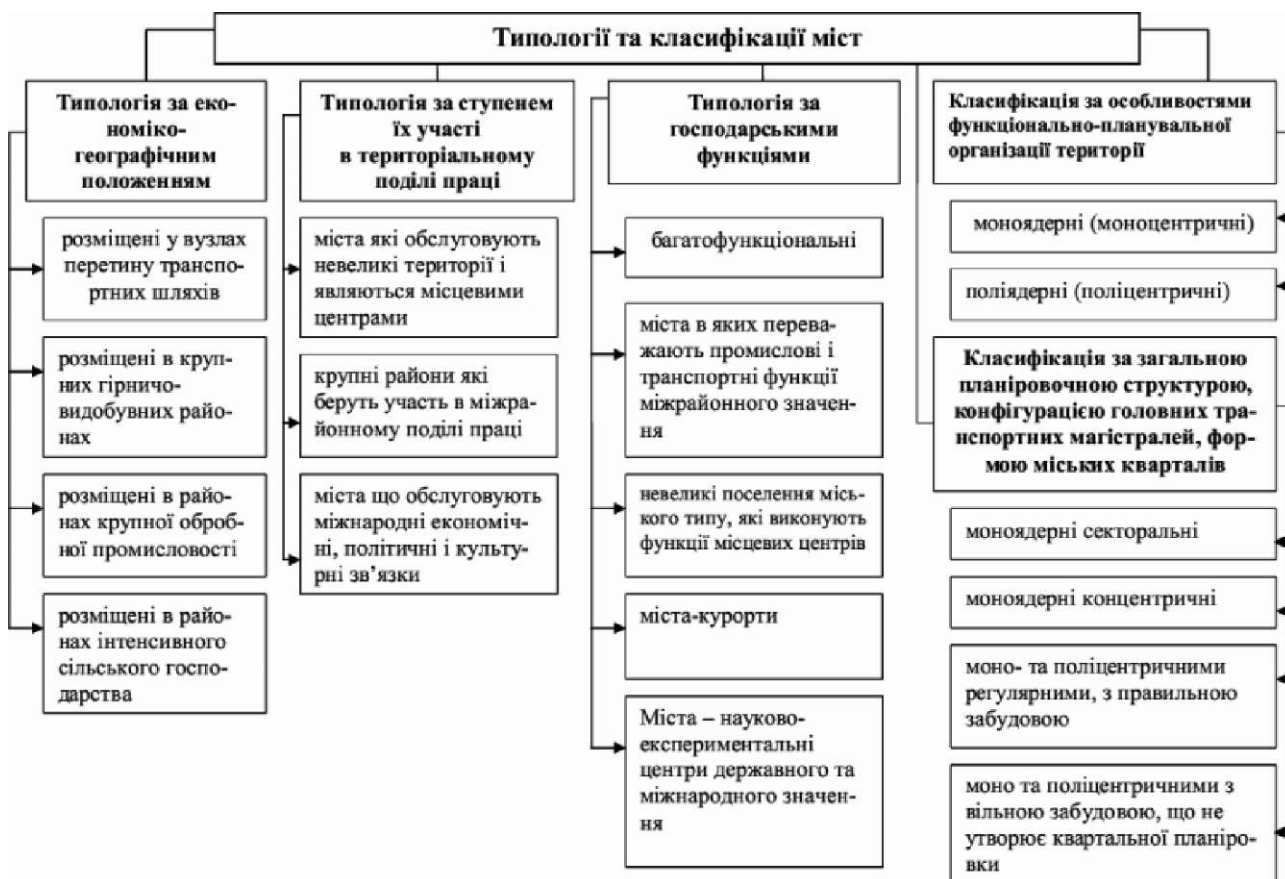 Типології та класифікації міст
Типологія за еко-
номіко-
географічним
положенням
розміщені у вузлах
перетину транспо-
ртних шляхів
розміщені в круп-
них гірничо-
видобувних райо-
нах
розміщені в райо-
нах крупної оброб-
ної промисловості
розміщені в райо-
нах інтенсивного
сільського госпо-
дарства
Типологія за ступенем
їх участі
в територіальному
поділі праці
міста які обслуговують
невеликі території і
являються місцевими
центрами
крупні райони які
беруть участь в міжра-
йонному поділі праці
міста що обслуговують
міжнародні економіч-
ні, політичні і культу-
рні зв’язки
Типологія за
господарськими
функціями
багатофункціональні
міста в яких перева-
жають промислові і
транспортні функції
міжрайонного значен-
ня
невеликі поселення місь-
кого типу, які виконують
функції місцевих центрів
міста-курорти
Міста – науково-
експериментальні
центри державного та
міжнародного значен-
ня
Класифікація за особливостями
функціонально-планувальної
організації території
моноядерні (моноцентричні)
поліядерні (поліцентричні)
Класифікація за загальною
планіровочною структурою,
конфігурацією головних тра-
нспортних магістралей, фор-
мою міських кварталів
моноядерні секторальні
моноядерні концентричні
моно- та поліцентричними
регулярними, з правильною
забудовою
моно та поліцентричними з
вільною забудовою, що не
утворює квартальної планіро-
вки